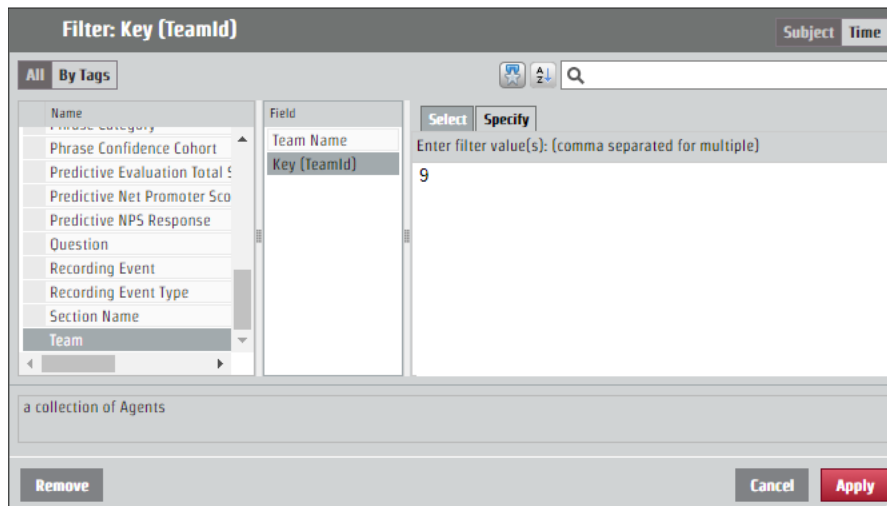 Filter: Key (TeamId)
Subject Time
All By Tags
Name
Phrase Category
Phrase Confidence Cohort
Predictive Evaluation Total S
Predictive Net Promoter Sco
Predictive NPS Response
Question
Recording Event
Recording Event Type
Section Name
Team
Field
Team Name
Key (TeamId)
Select Specify
Enter filter value(s): (comma separated for multiple)
9
a collection of Agents
Remove
Cancel Apply